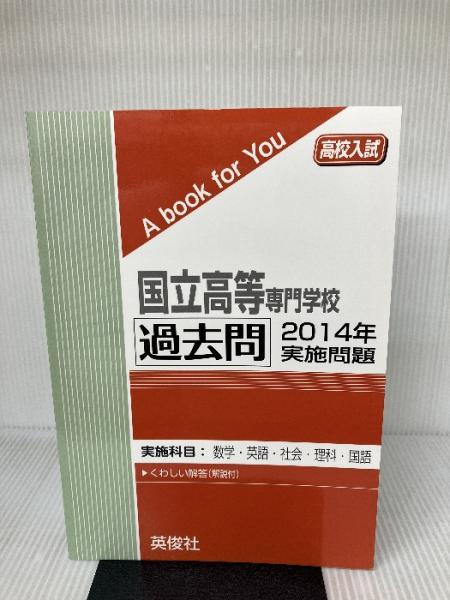 A book for You
高校入試
国立高等専門学校
過去問
2014年
実施問題
実施科目：数学・英語・社会・理科・国語
▶くわしい解答(解説付)
英俊社